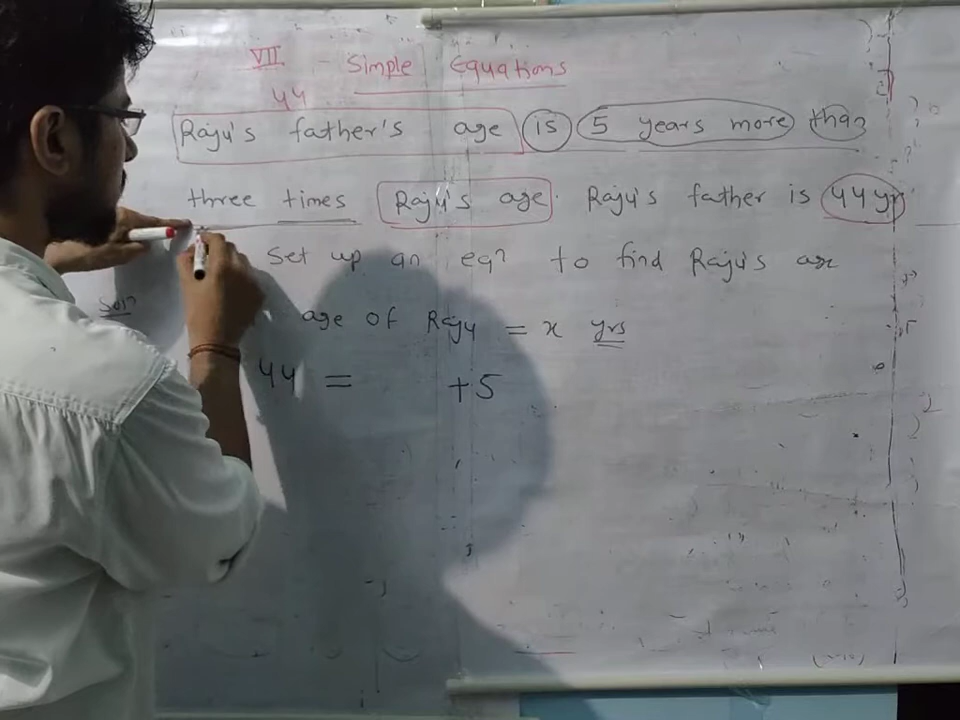 VII - Simple Equations
44
Raju's father's age is 5 years more than
three times Raju's age. Raju's father is 44 yr
Set up an eqn to find Raju's age
Soln
age of Raju = x yrs
44 = +5